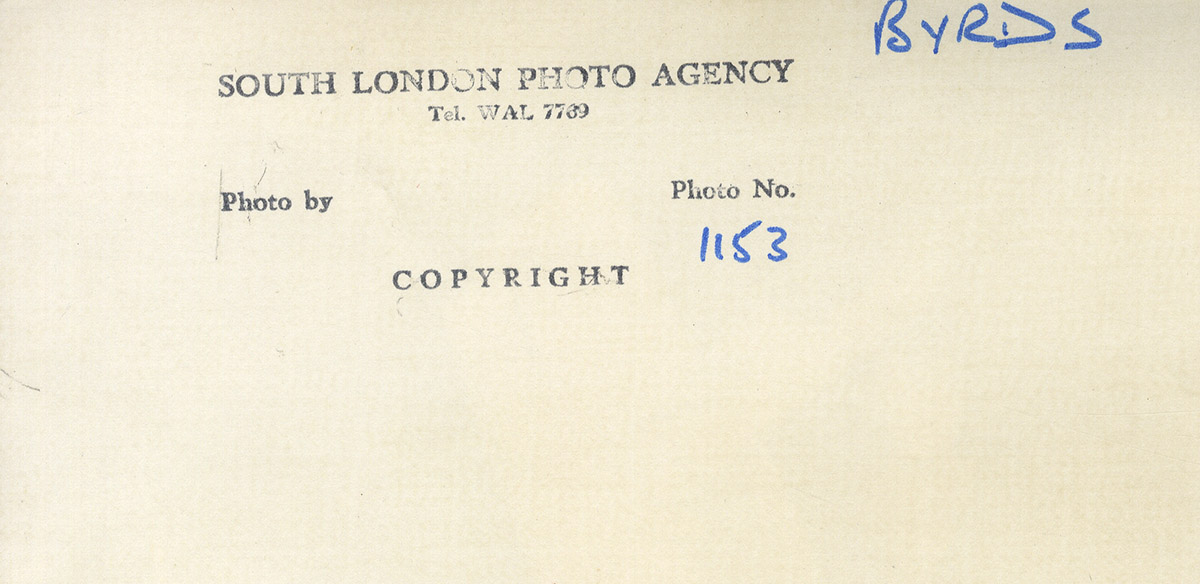 BYRDS
SOUTH LONDON PHOTO AGENCY
Tel. WAL 7769
Photo by
Photo No.
1153
COPYRIGHT